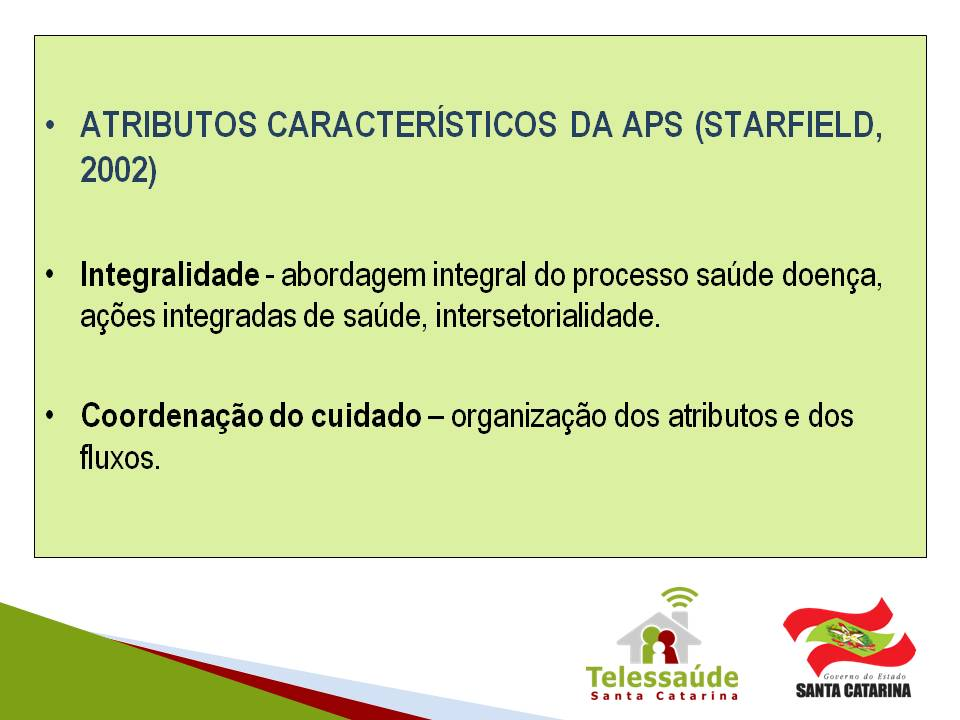 • ATRIBUTOS CARACTERÍSTICOS DA APS (STARFIELD,
2002)
• Integralidade - abordagem integral do processo saúde doença,
ações integradas de saúde, intersetorialidade.
• Coordenação do cuidado – organização dos atributos e dos
fluxos.
Telessaúde
Santa Catarina
Governo do Estado
SANTA CATARINA